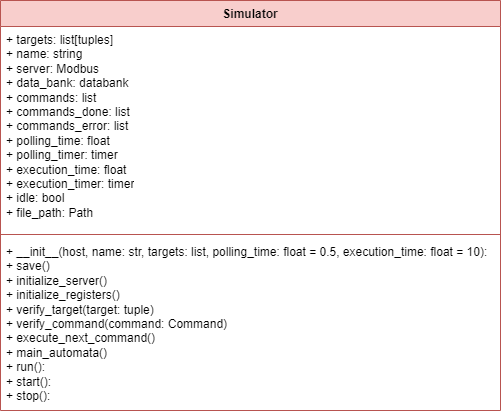 Simulator
+ targets: list[tuples]
+ name: string
+ server: Modbus
+ data_bank: databank
+ commands: list
+ commands_done: list
+ commands_error: list
+ polling_time: float
+ polling_timer: timer
+ execution_time: float
+ execution_timer: timer
+ idle: bool
+ file_path: Path
+ __init__(host, name: str, targets: list, polling_time: float = 0.5, execution_time: float = 10):
+ save()
+ initialize_server()
+ initialize_registers()
+ verify_target(target: tuple)
+ verify_command(command: Command)
+ execute_next_command()
+ main_automata()
+ run():
+ start():
+ stop():